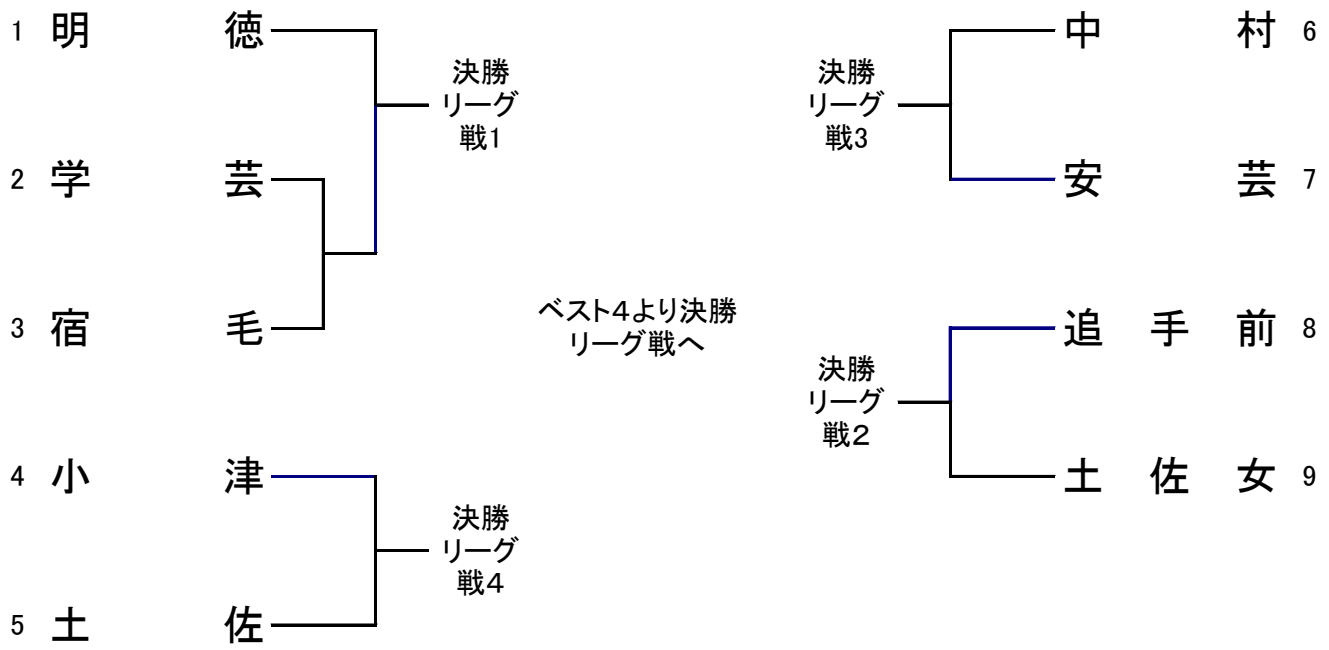 1 明徳
決勝
リーグ
戦1
2 学芸
3 宿毛
4 小津
決勝
リーグ
戦4
5 土佐
ベスト4より決勝
リーグ戦へ
中村 6
決勝
リーグ
戦3
安芸 7
追手前 8
決勝
リーグ
戦2
土佐女 9